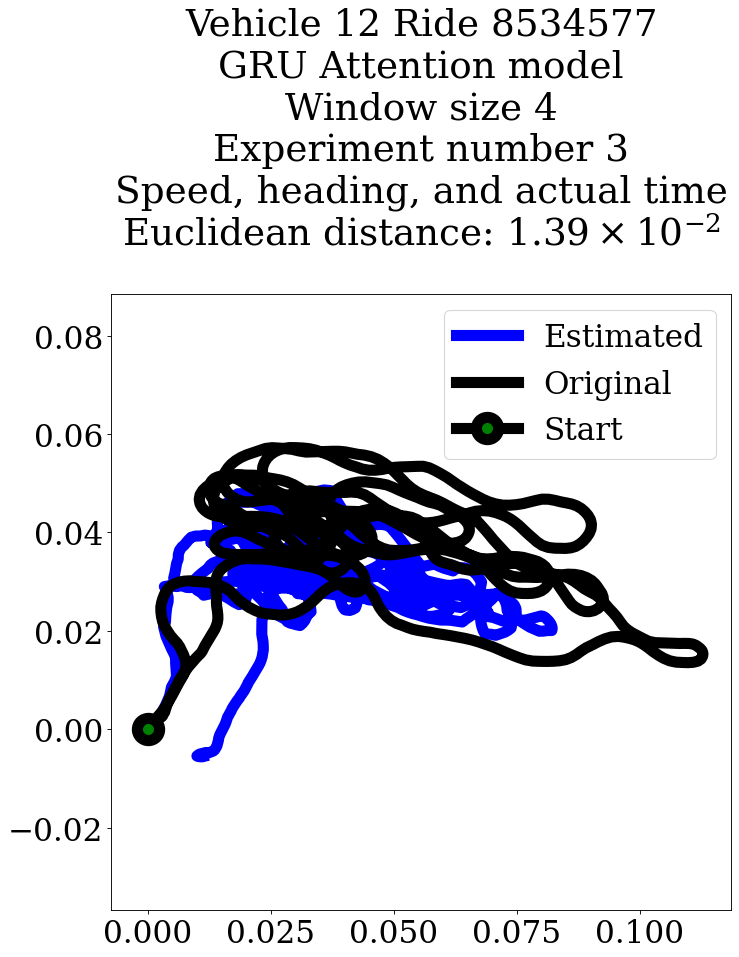 Vehicle 12 Ride 8534577
GRU Attention model
Window size 4
Experiment number 3
Speed, heading, and actual time
Euclidean distance: 1.39 × 10⁻²
Estimated
Original
Start
0.08
0.06
0.04
0.02
0.00
−0.02
0.000 0.025 0.050 0.075 0.100